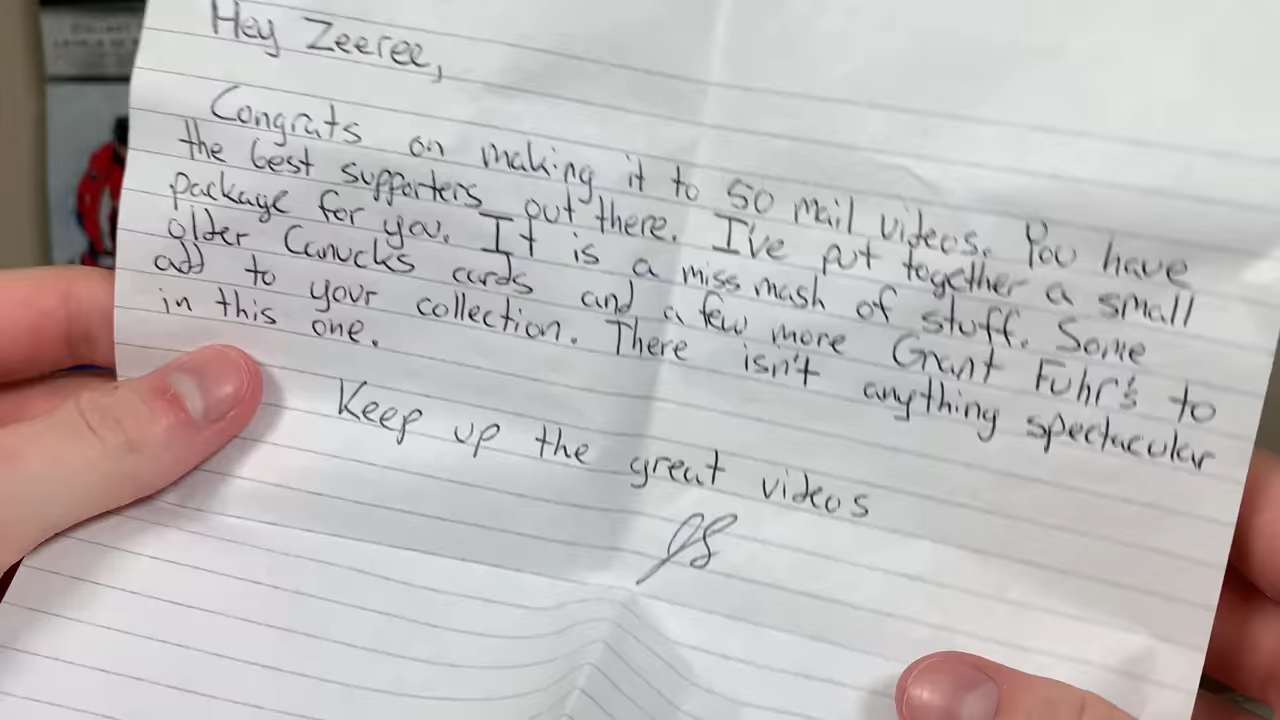 Hey Zeeree,
Congrats on making it to 50 mail videos. You have
the best supporters out there. I've put together a small
package for you. It is a miss mash of stuff. Some
older Canucks cards and a few more Grant Fuhr's to
add to your collection. There isn't anything spectacular
in this one.
Keep up the great videos
JS